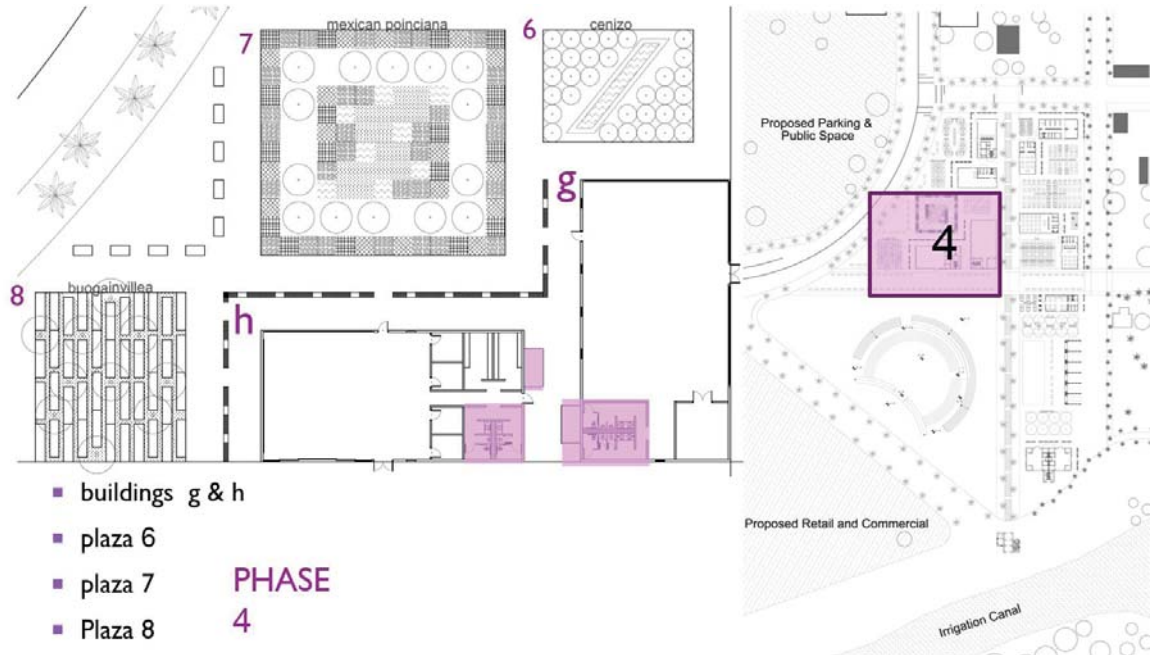 mexican poinciana
7
cenizo
6
g
buogainvillea
8
h
buildings g & h
plaza 6
plaza 7
Plaza 8
PHASE
4
Proposed Parking &
Public Space
4
Proposed Retail and Commercial
Irrigation Canal